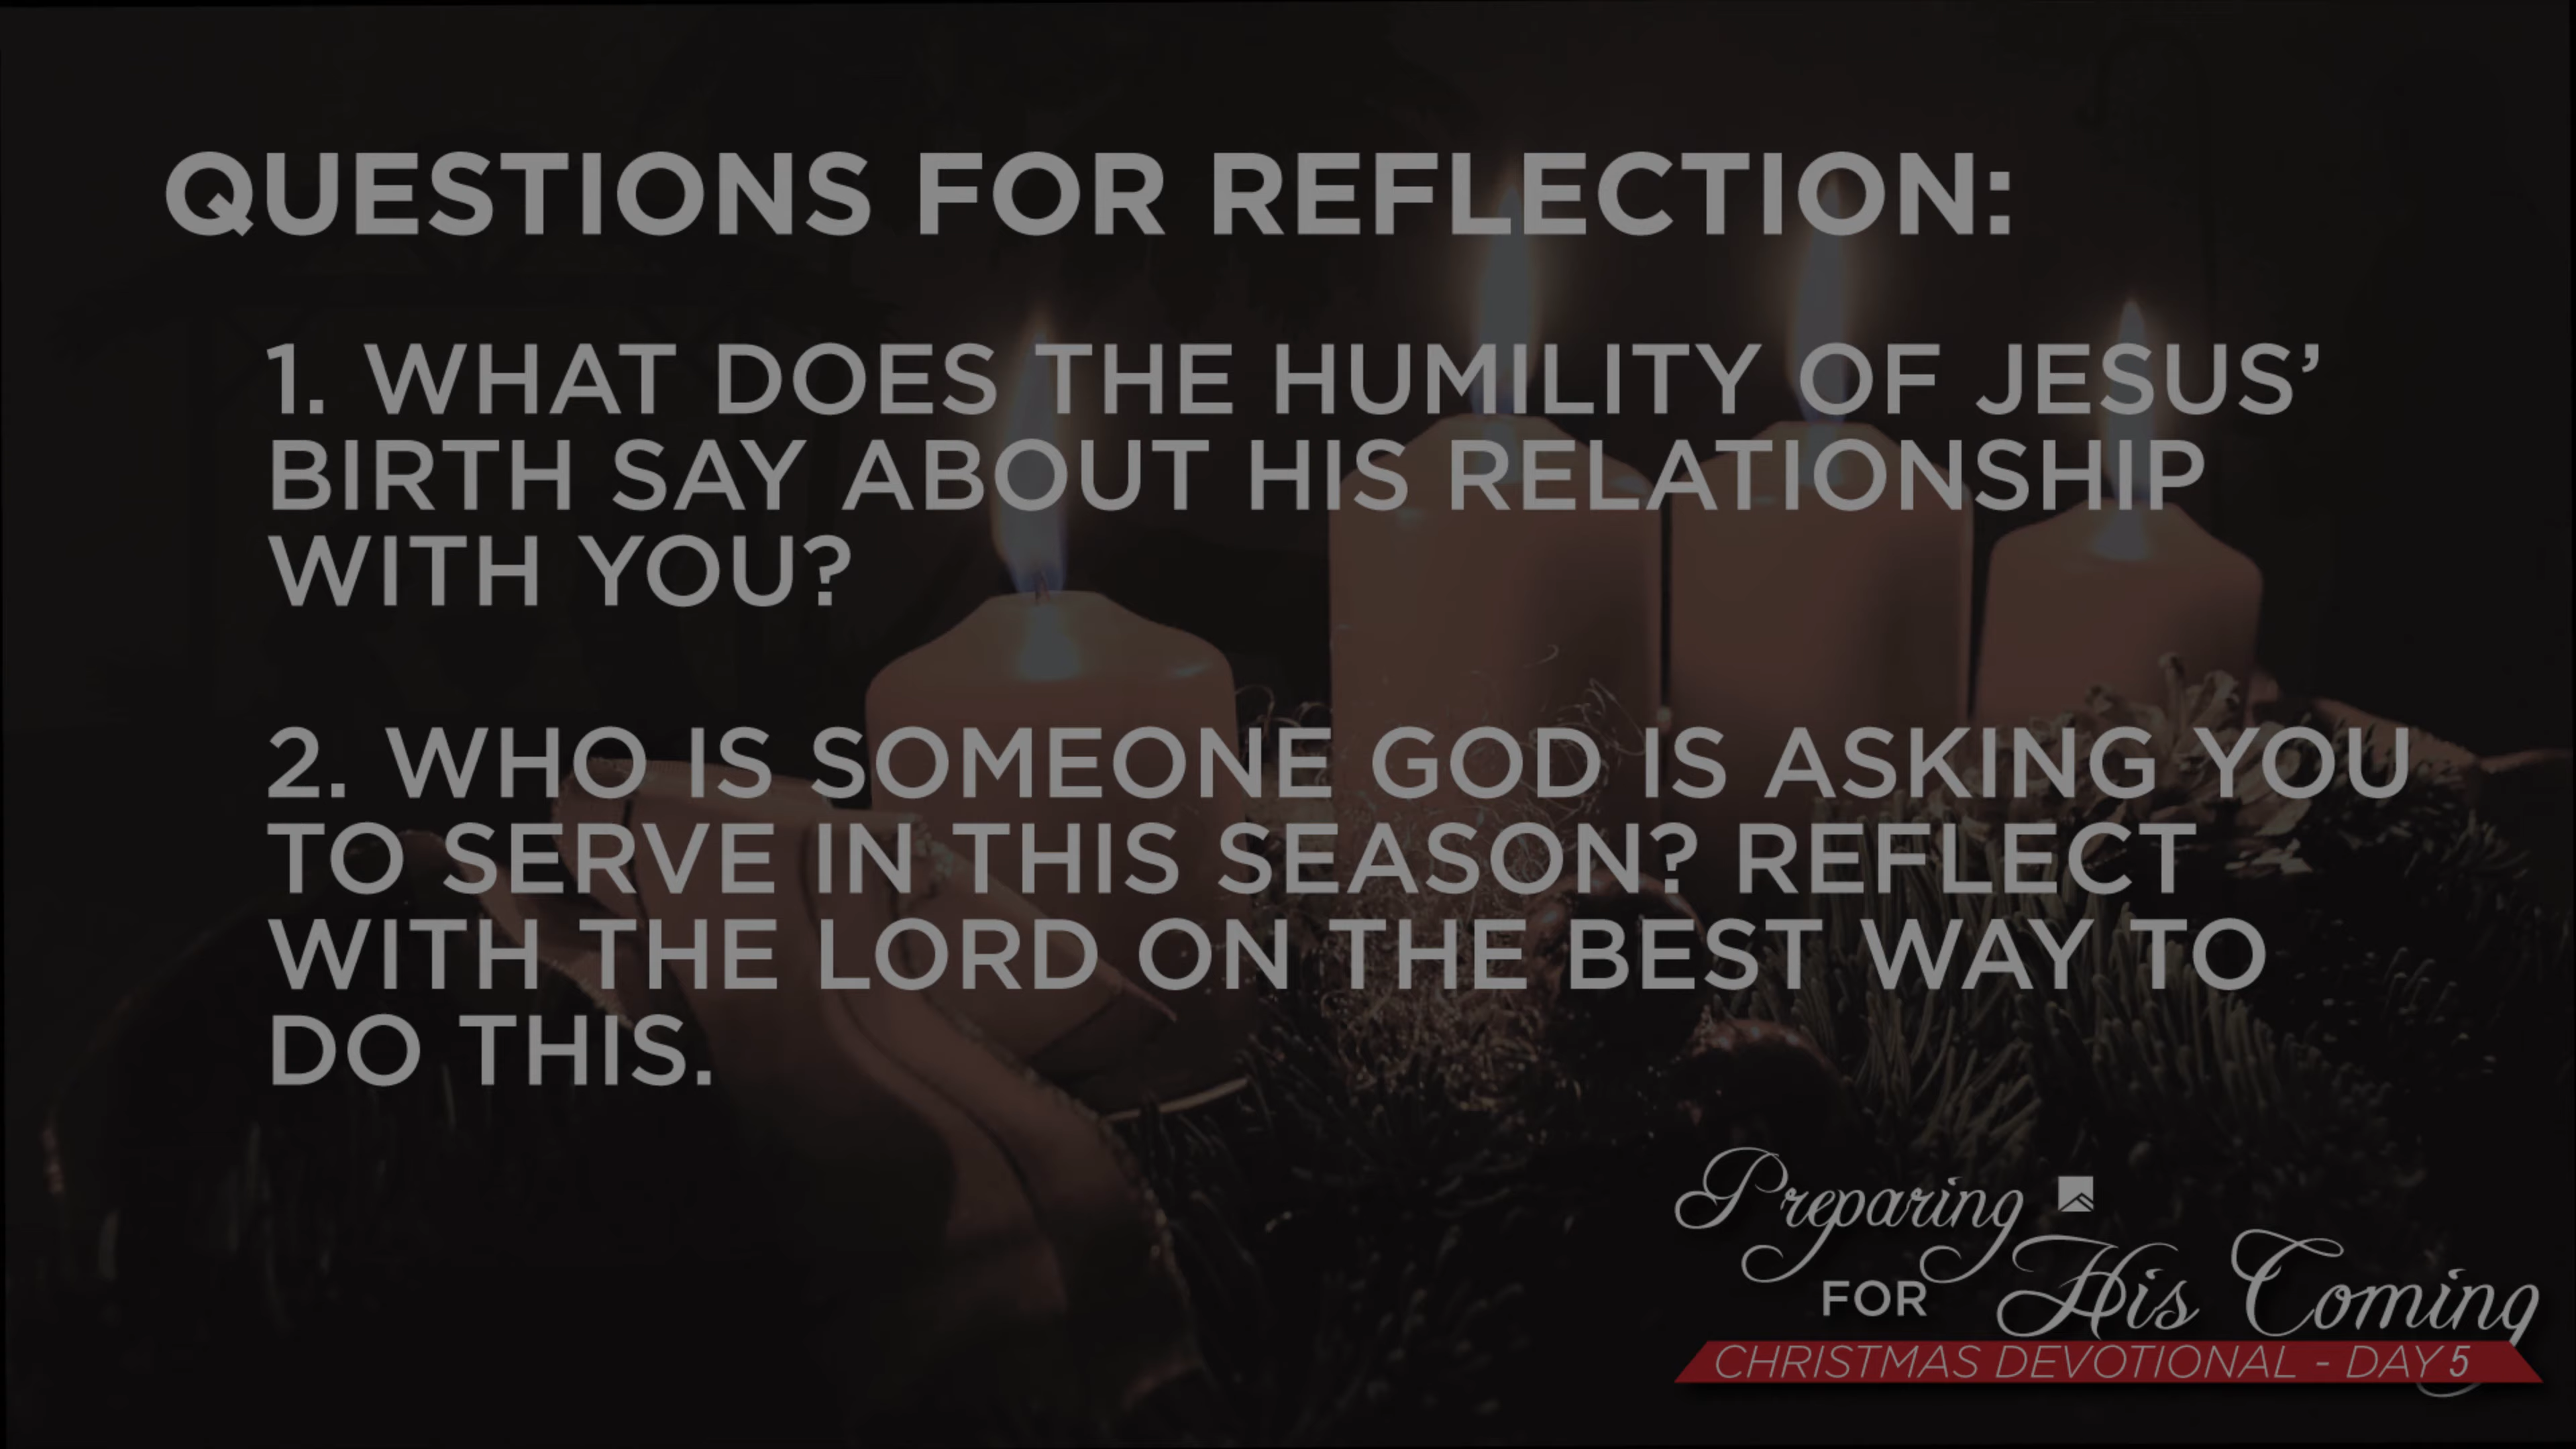 QUESTIONS FOR REFLECTION:
1. WHAT DOES THE HUMILITY OF JESUS’
BIRTH SAY ABOUT HIS RELATIONSHIP
WITH YOU?
2. WHO IS SOMEONE GOD IS ASKING YOU
TO SERVE IN THIS SEASON? REFLECT
WITH THE LORD ON THE BEST WAY TO
DO THIS.
Preparing
FOR His Coming
CHRISTMAS DEVOTIONAL - DAY 5